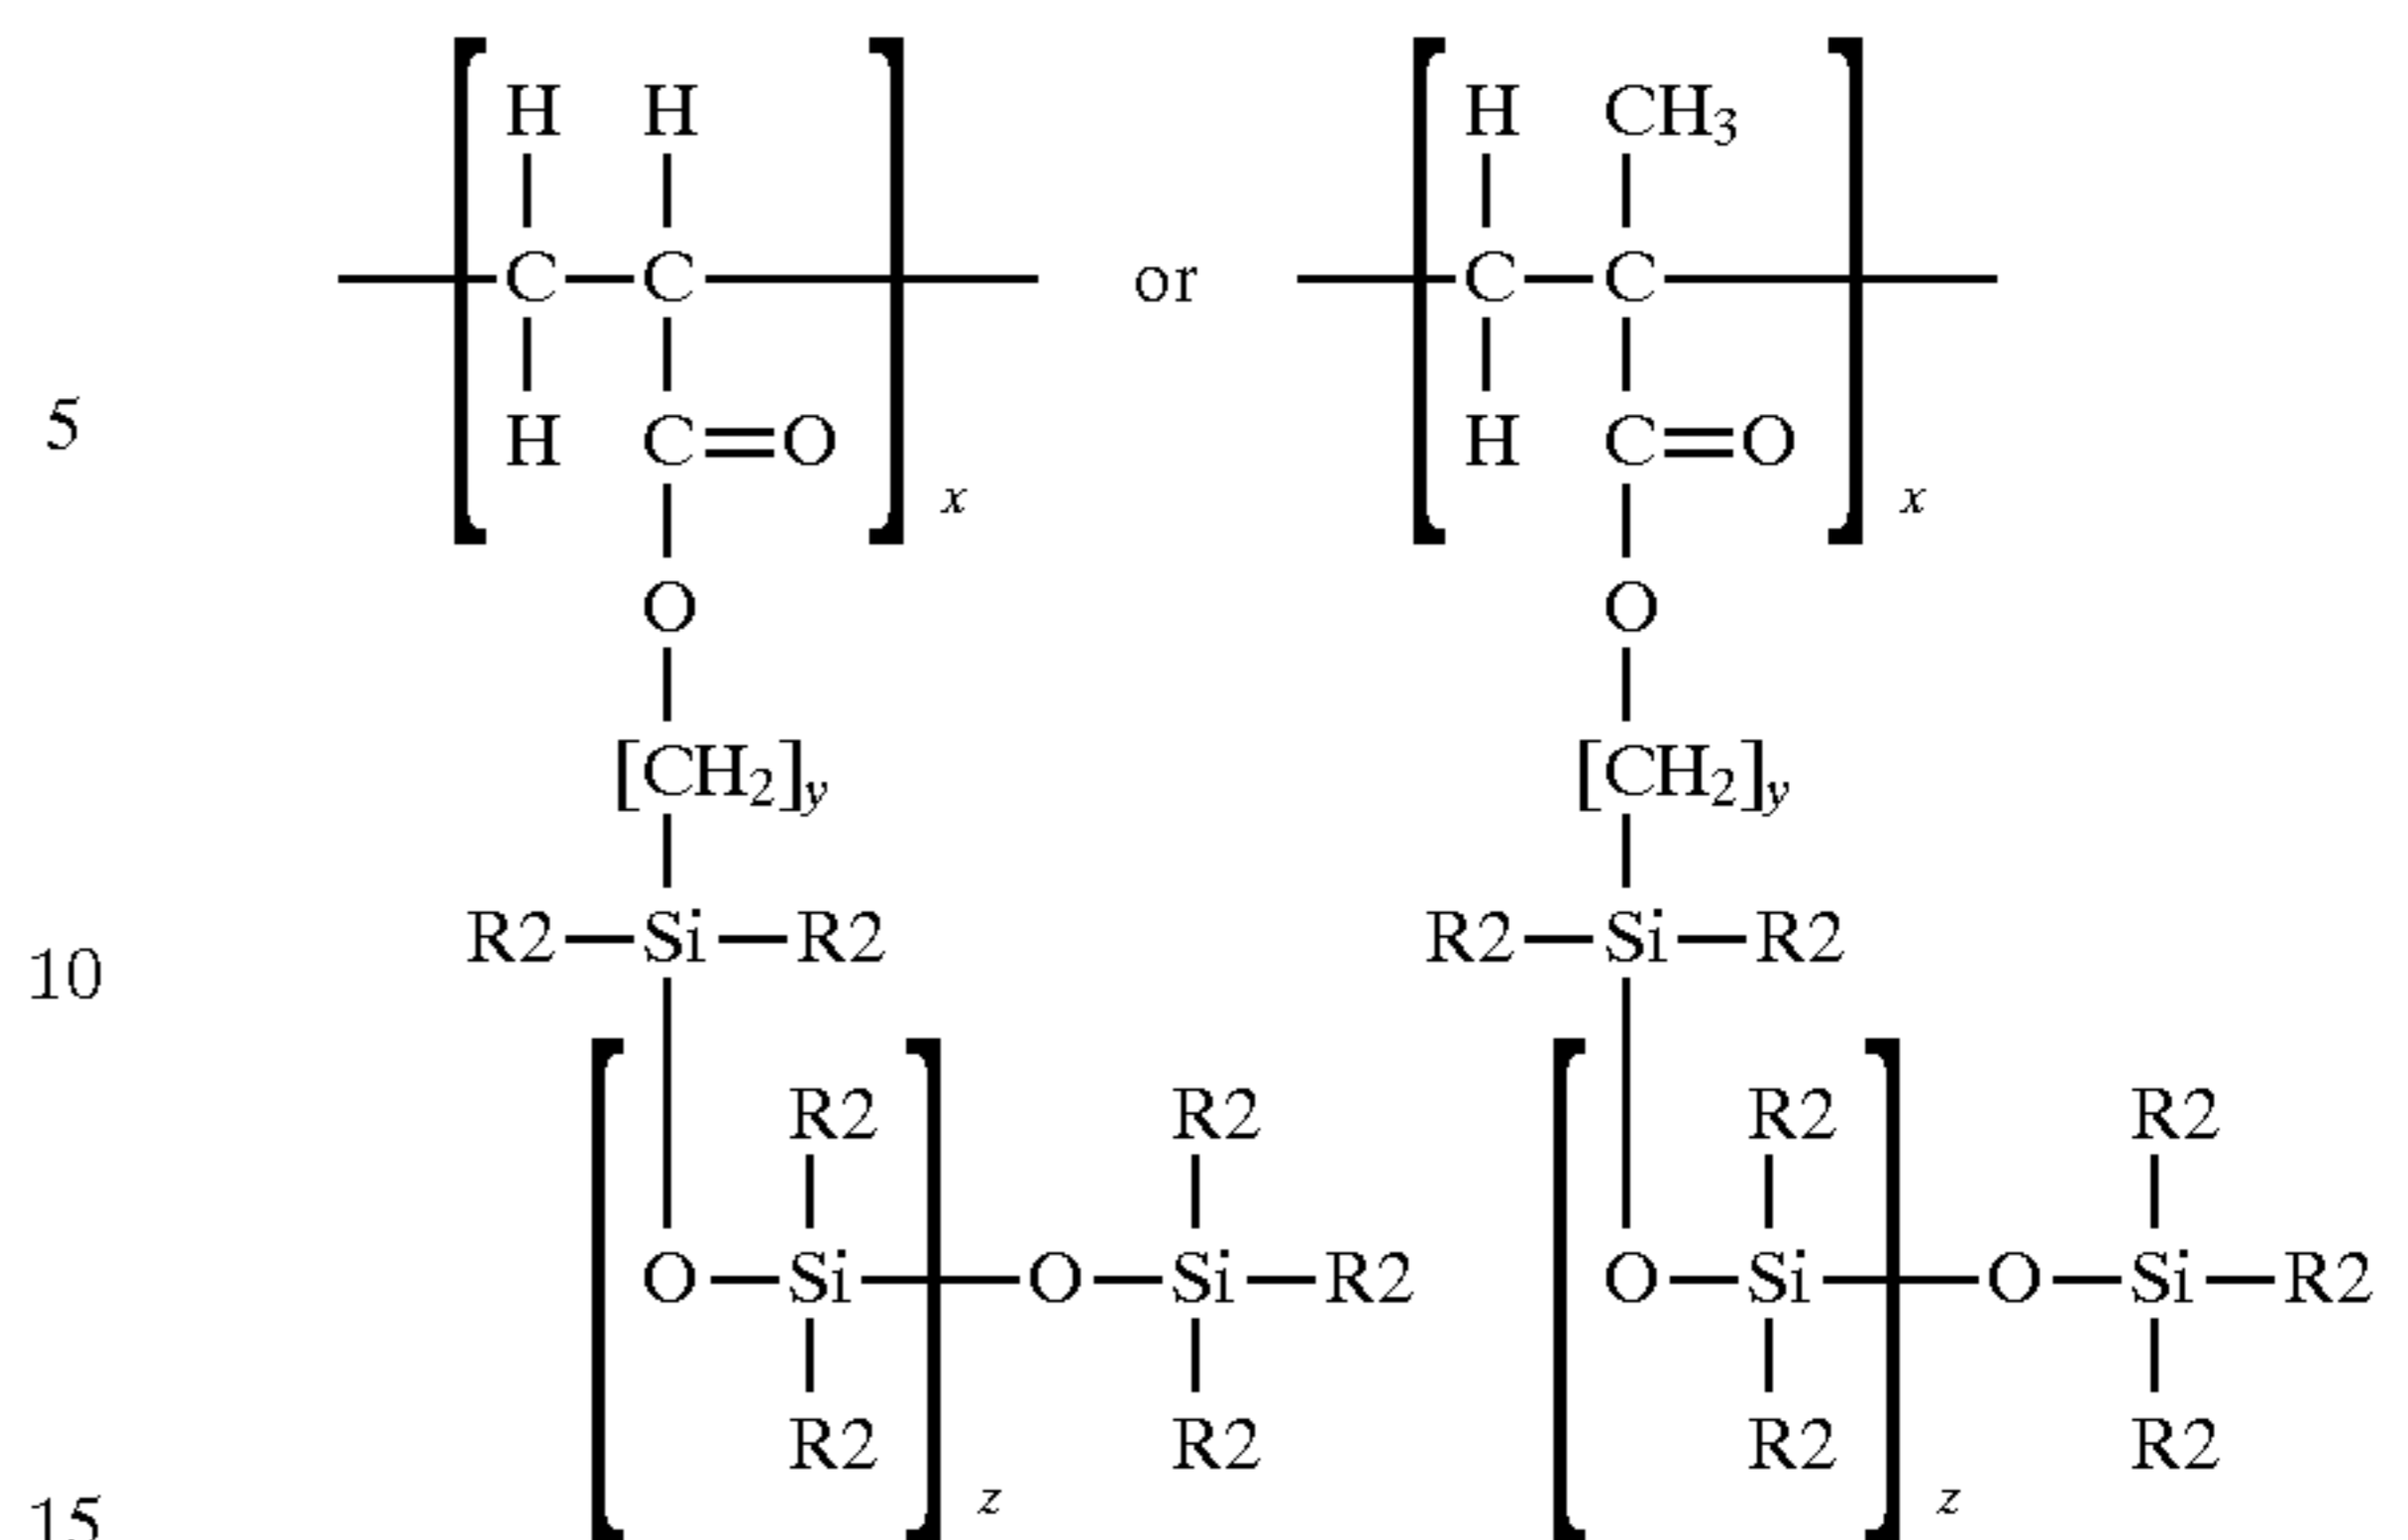 H H H CH3
C C or C C
5 H C=O x H C=O x
O O
[CH2]y [CH2]y
R2 Si R2 R2 Si R2
10
R2 R2 R2 R2
O Si O Si R2 O Si O Si R2
R2 R2 R2 R2
15 z z